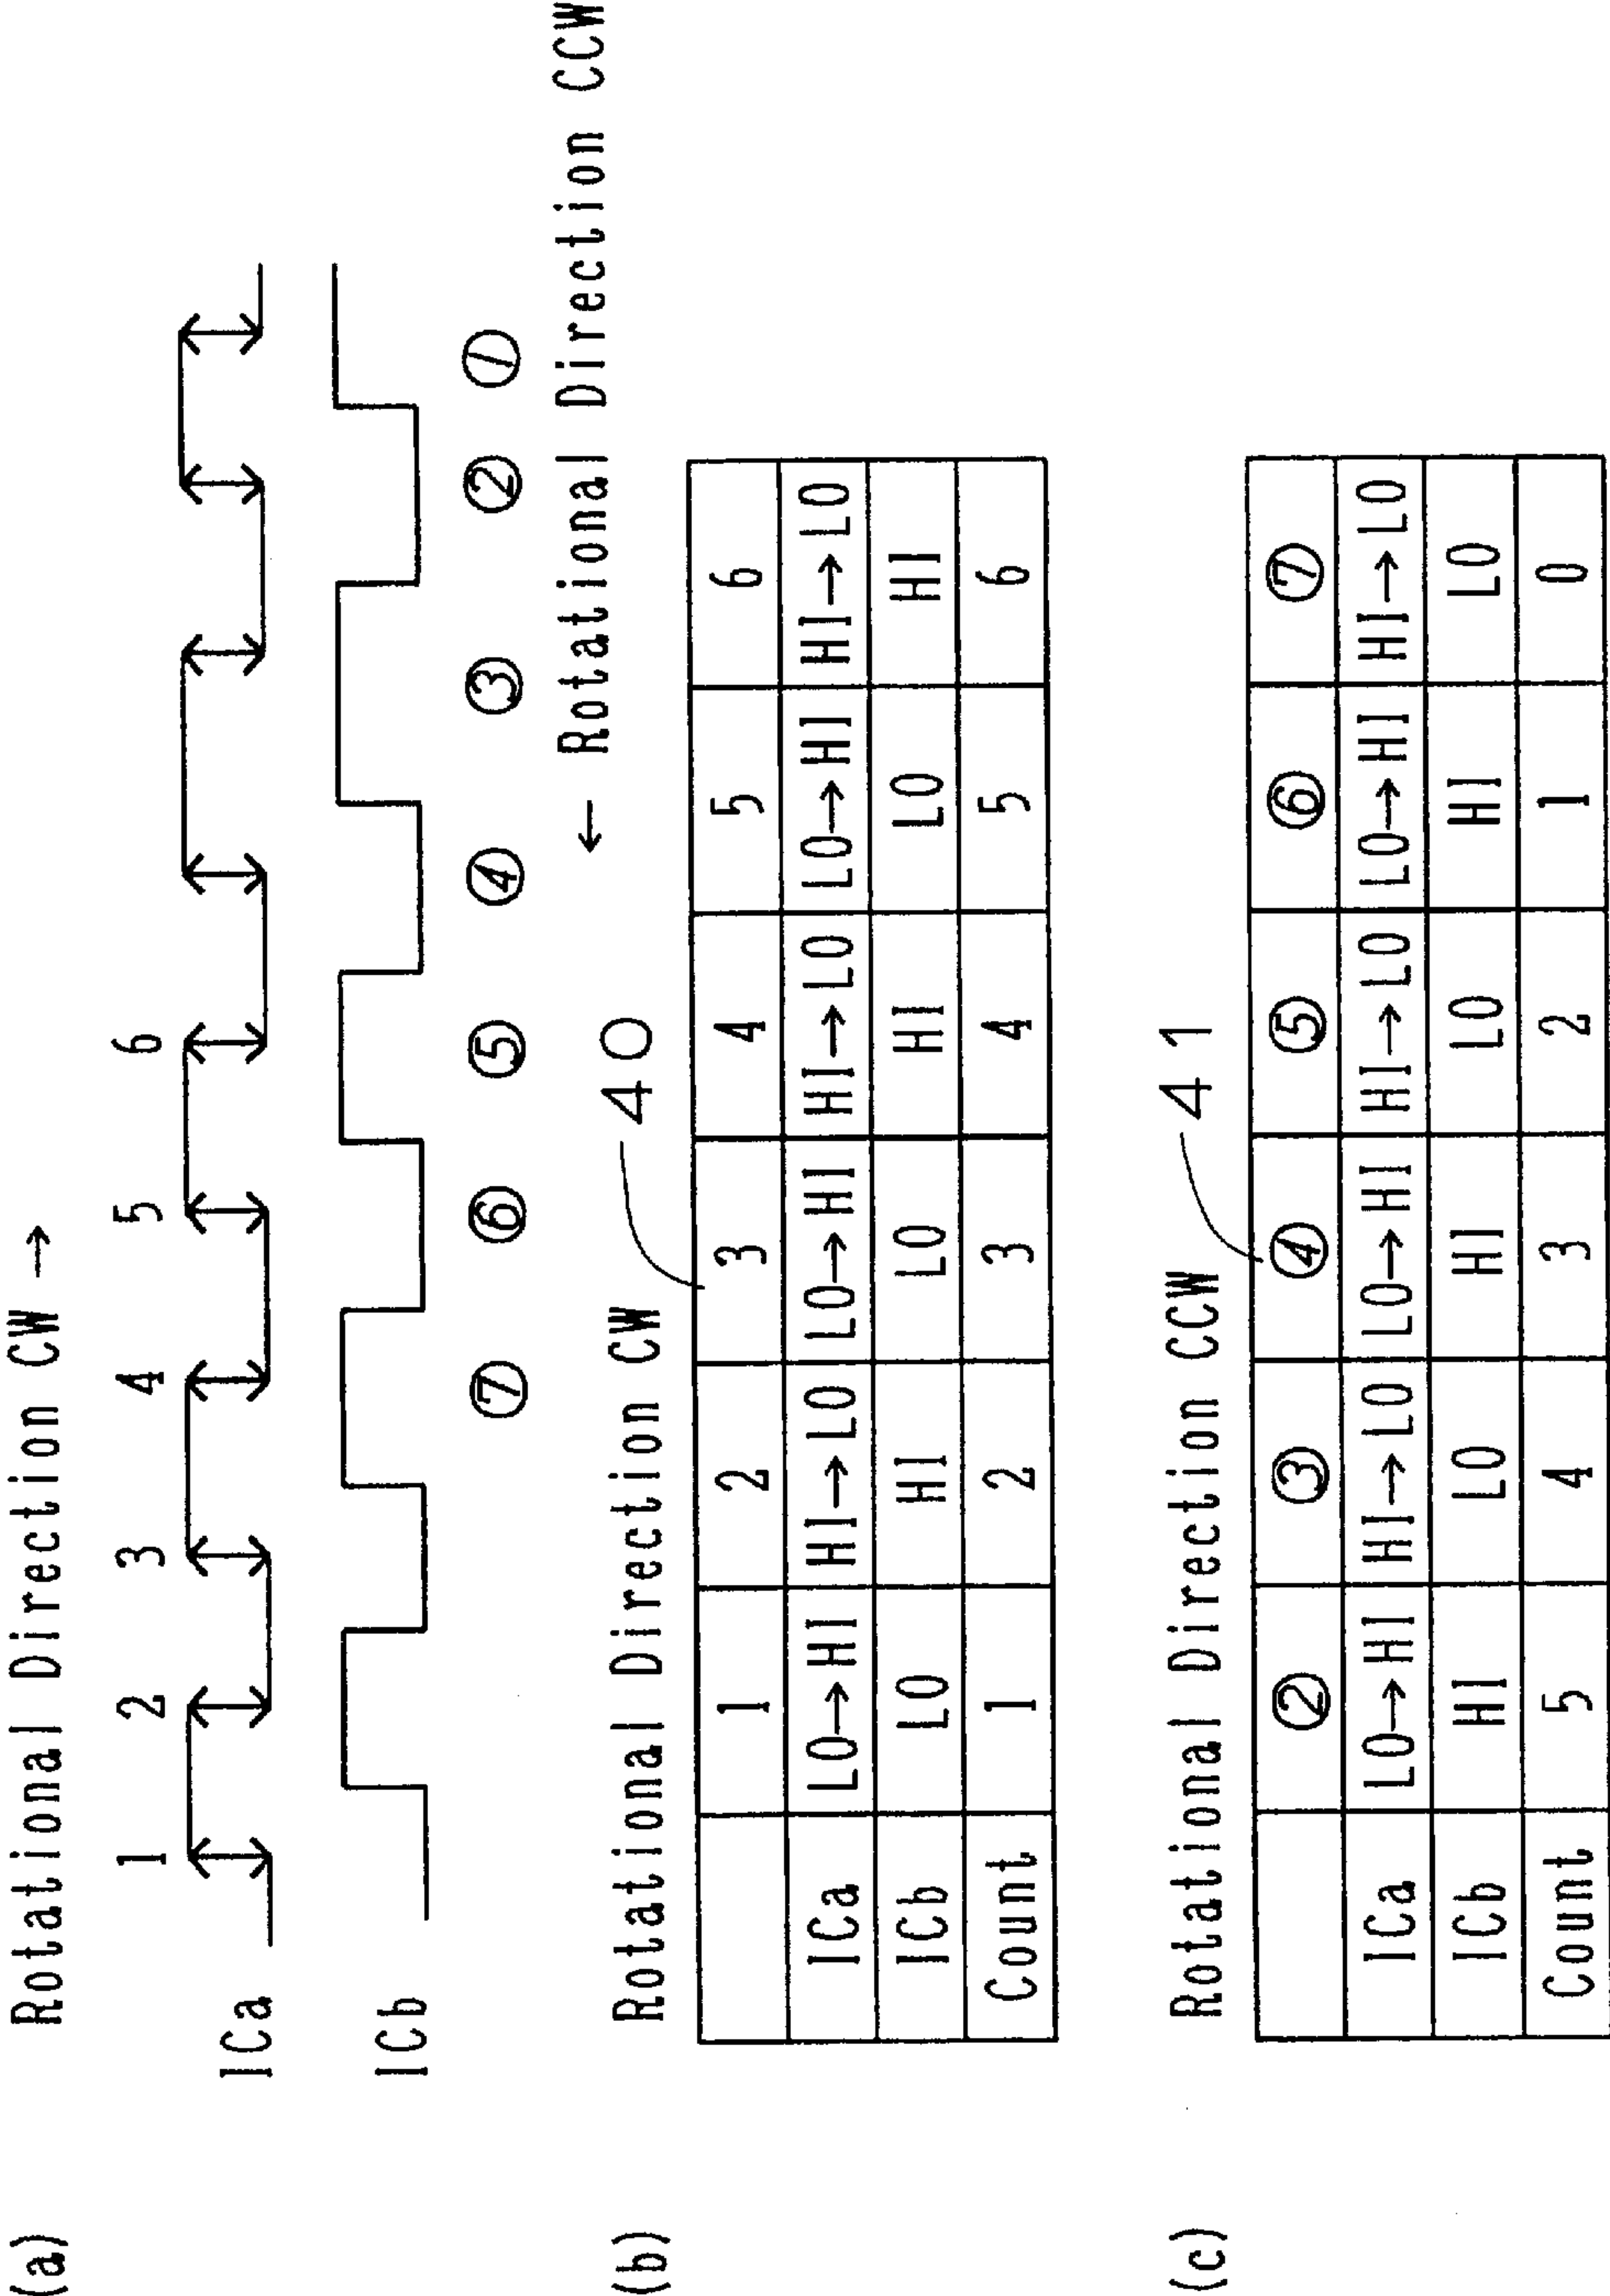 (a) Rotational Direction CW →
1 2 3 4 5 6
ICa
ICb
⑦ ⑥ ⑤ ④ ③ ② ①
← Rotational Direction CCW
(b) Rotational Direction CW
40
1 2 3 4 5 6
ICa LO→HI HI→LO LO→HI HI→LO LO→HI HI→LO
ICb LO HI LO HI LO HI
Count 1 2 3 4 5 6
(c) Rotational Direction CCW
41
② ③ ④ ⑤ ⑥ ⑦
ICa LO→HI HI→LO LO→HI HI→LO LO→HI HI→LO
ICb HI LO HI LO HI LO
Count 5 4 3 2 1 0